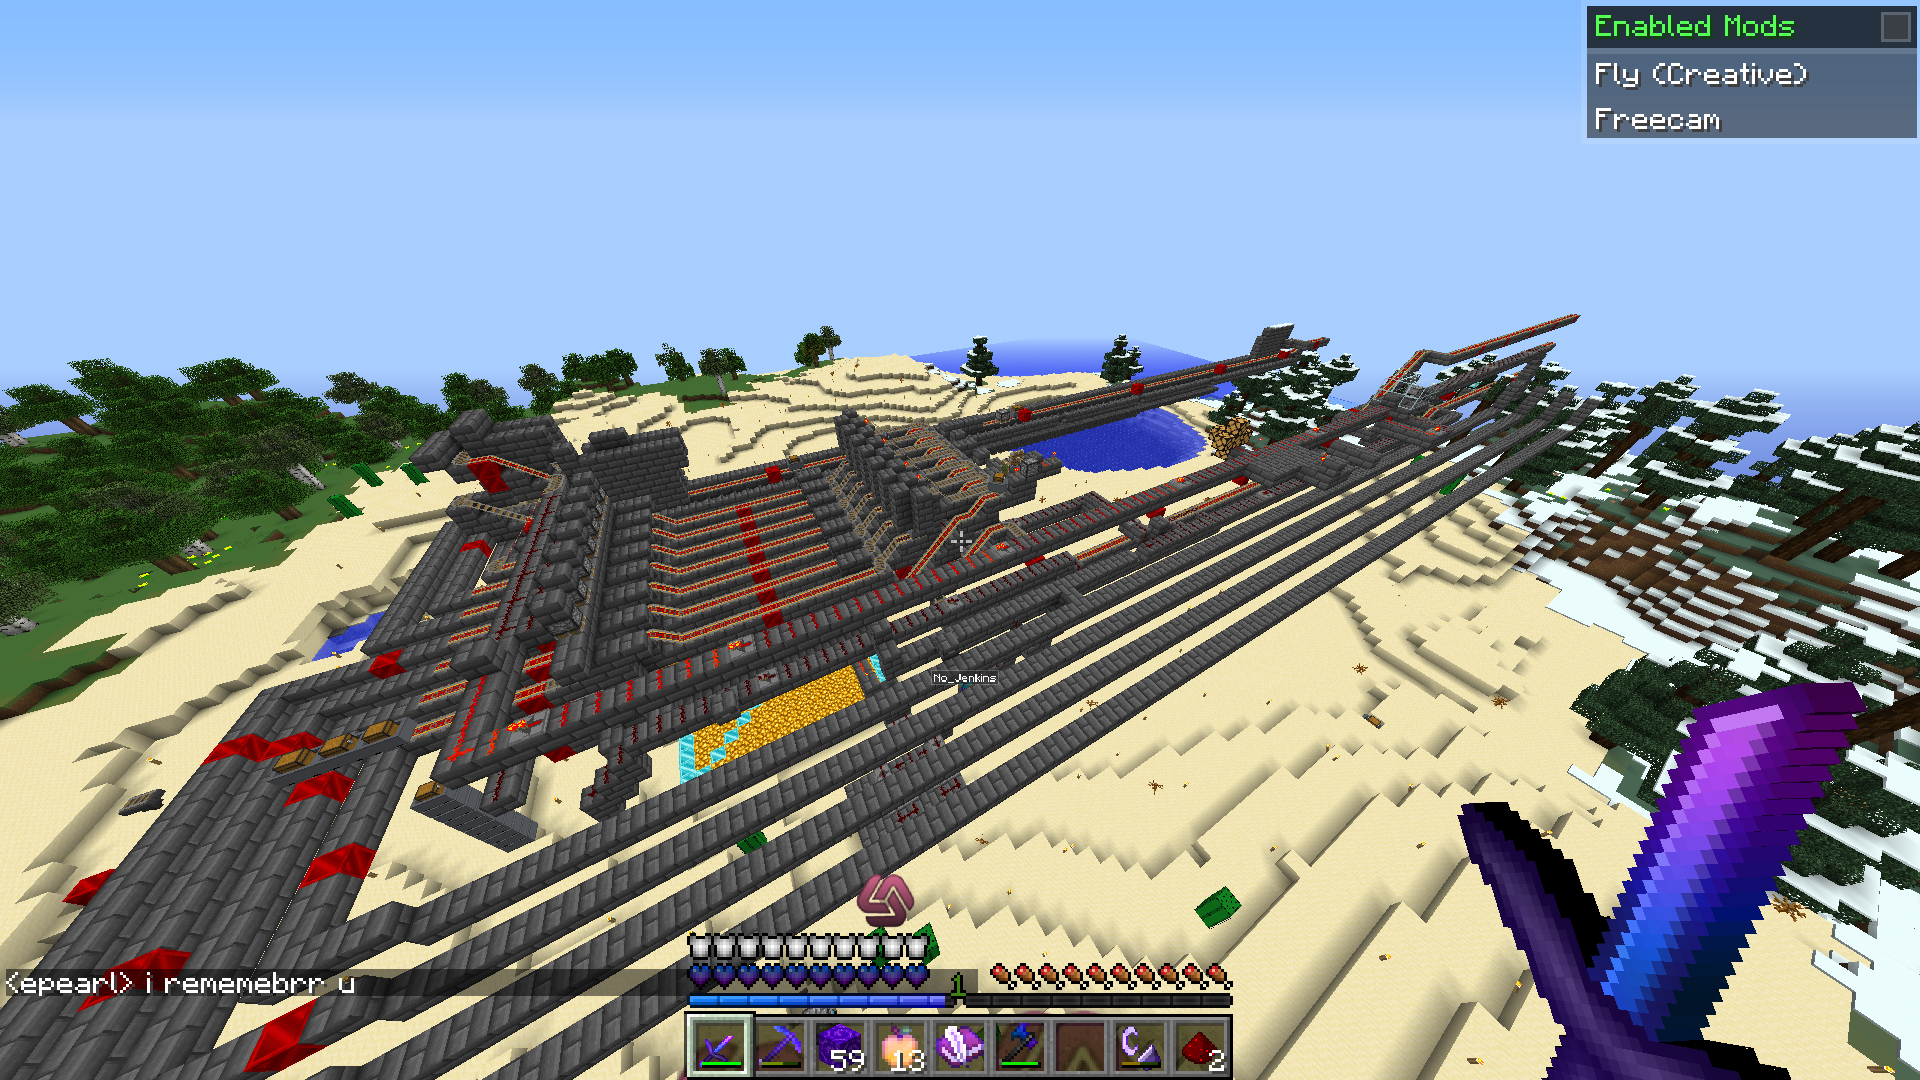 Enabled Mods
Fly (Creative)
Freecam
No_Jenkins
<epearl> i rememebrr u
1
59
13
2